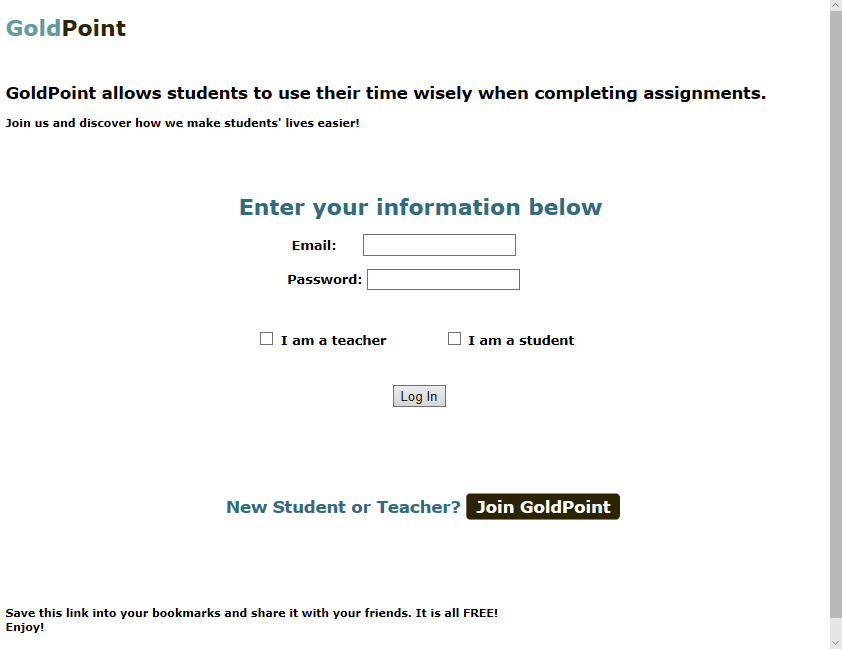 GoldPoint
GoldPoint allows students to use their time wisely when completing assignments.
Join us and discover how we make students' lives easier!
Enter your information below
Email:
Password:
I am a teacher I am a student
Log In
New Student or Teacher? Join GoldPoint
Save this link into your bookmarks and share it with your friends. It is all FREE!
Enjoy!